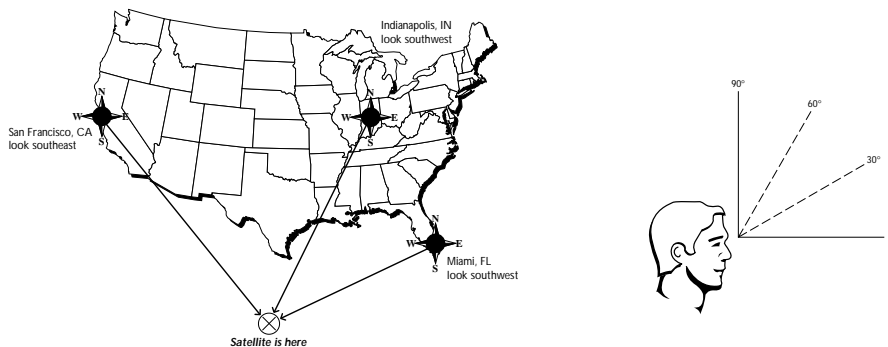 Indianapolis, IN
look southwest
N
W E
S
San Francisco, CA
look southeast
N
W E
S
N
W E
S
Miami, FL
look southwest
Satellite is here
90°
60°
30°